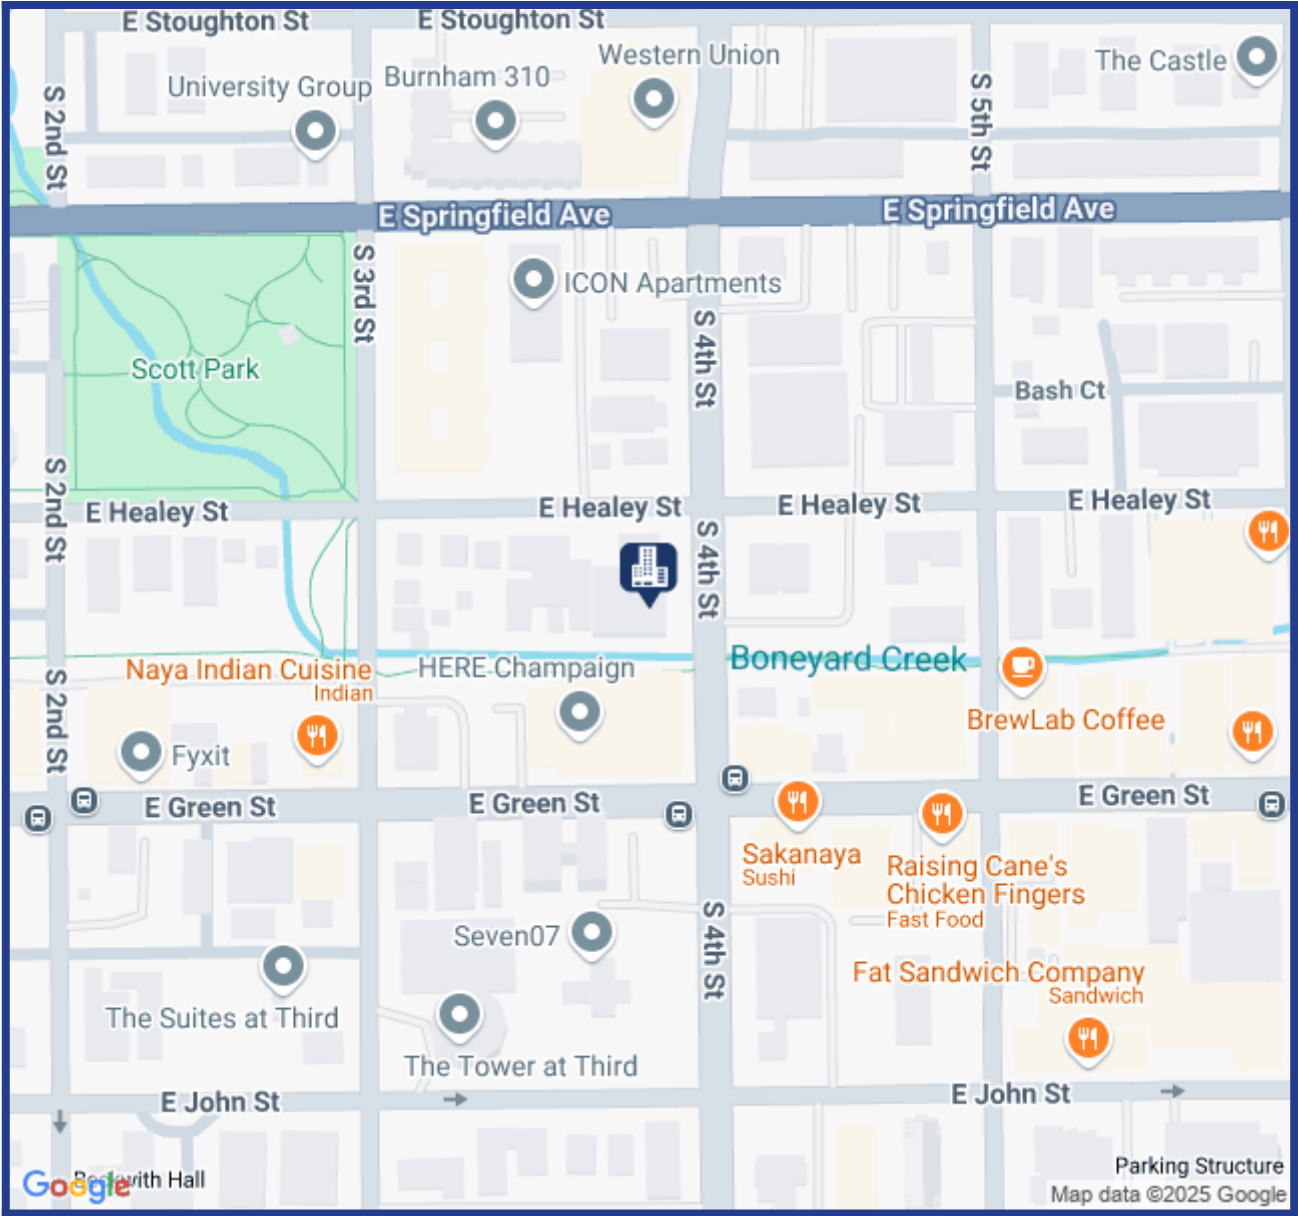 E Stoughton St
E Stoughton St
Western Union
The Castle
University Group
Burnham 310
S 2nd St
S 5th St
E Springfield Ave
E Springfield Ave
S 3rd St
ICON Apartments
S 4th St
Scott Park
Bash Ct
S 2nd St
E Healey St
E Healey St
E Healey St
E Healey St
S 4th St
Naya Indian Cuisine
Indian
HERE Champaign
Boneyard Creek
S 2nd St
BrewLab Coffee
Fyxit
E Green St
E Green St
E Green St
Sakanaya
Sushi
Raising Cane's
Chicken Fingers
Fast Food
S 4th St
Seven07
Fat Sandwich Company
Sandwich
The Suites at Third
The Tower at Third
E John St
E John St
Beckwith Hall
Google
Parking Structure
Map data ©2025 Google